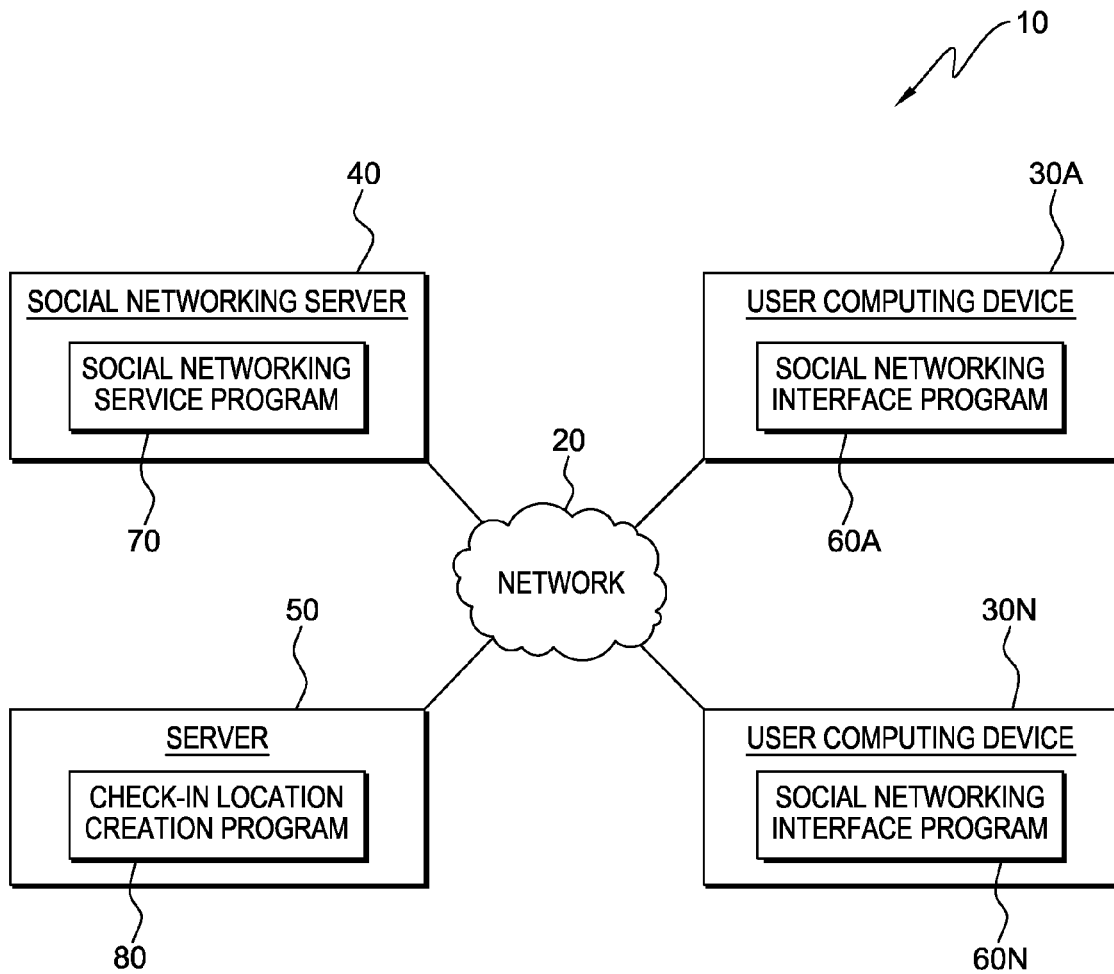 10
40
30A
SOCIAL NETWORKING SERVER
SOCIAL NETWORKING
SERVICE PROGRAM
USER COMPUTING DEVICE
SOCIAL NETWORKING
INTERFACE PROGRAM
70
20
60A
NETWORK
50
30N
SERVER
CHECK-IN LOCATION
CREATION PROGRAM
USER COMPUTING DEVICE
SOCIAL NETWORKING
INTERFACE PROGRAM
80
60N